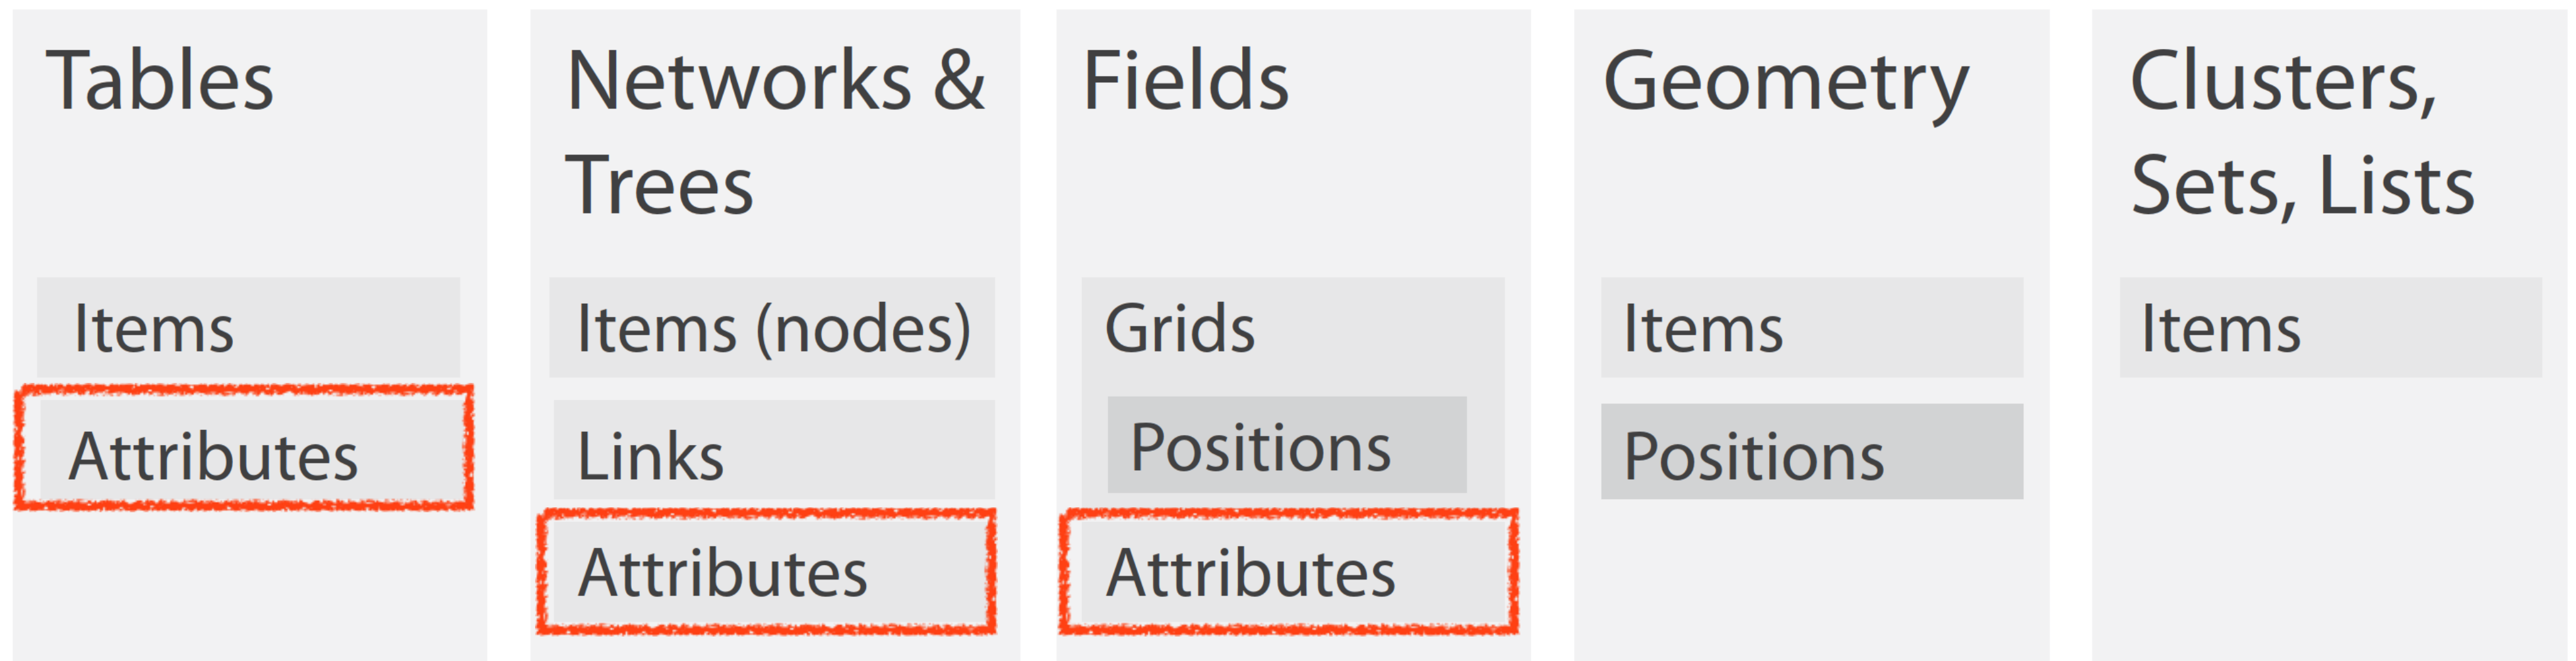 Tables
Items
Attributes
Networks &
Trees
Items (nodes)
Links
Attributes
Fields
Grids
Positions
Attributes
Geometry
Items
Positions
Clusters,
Sets, Lists
Items